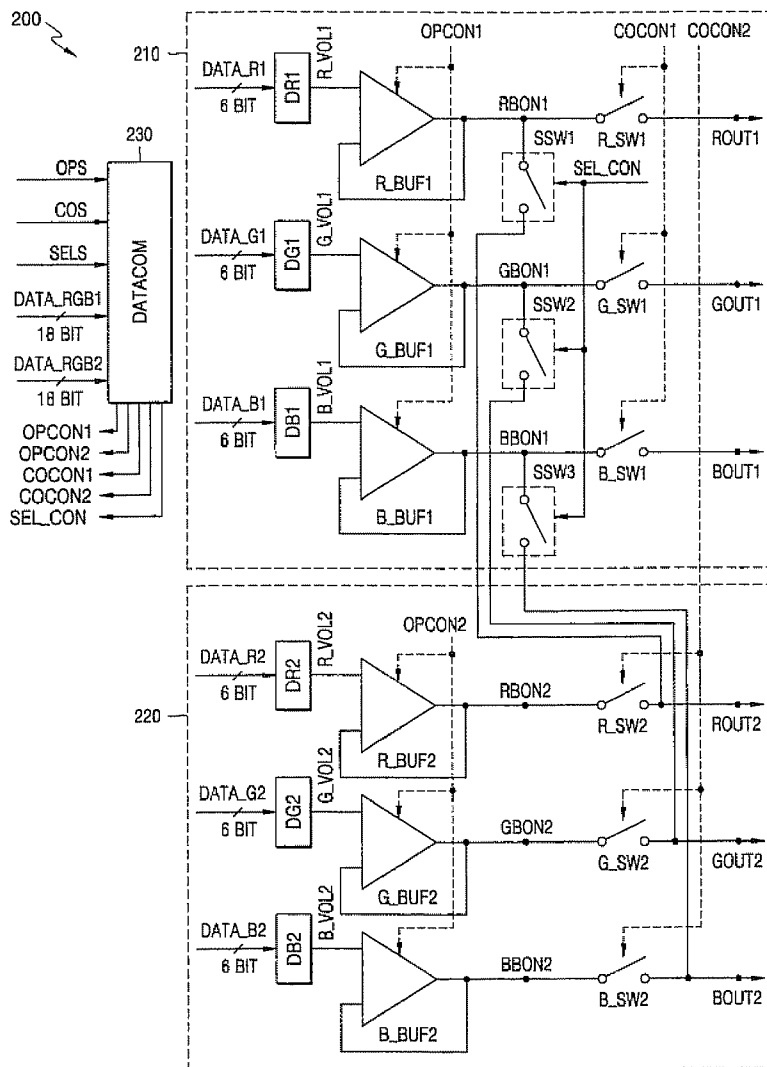 200
210
OPCON1
COCON1
COCON2
DATA_R1
6 BIT
DR1
R_VOL1
R_BUF1
RBON1
SSW1
R_SW1
ROUT1
SEL_CON
230
OPS
COS
SELS
DATA_RGB1
18 BIT
DATA_RGB2
18 BIT
DATACOM
OPCON1
OPCON2
COCON1
COCON2
SEL_CON
DATA_G1
6 BIT
DG1
G_VOL1
G_BUF1
GBON1
SSW2
G_SW1
GOUT1
DATA_B1
6 BIT
DB1
B_VOL1
B_BUF1
BBON1
SSW3
B_SW1
BOUT1
220
OPCON2
DATA_R2
6 BIT
DR2
R_VOL2
R_BUF2
RBON2
R_SW2
ROUT2
DATA_G2
6 BIT
DG2
G_VOL2
G_BUF2
GBON2
G_SW2
GOUT2
DATA_B2
6 BIT
DB2
B_VOL2
B_BUF2
BBON2
B_SW2
BOUT2